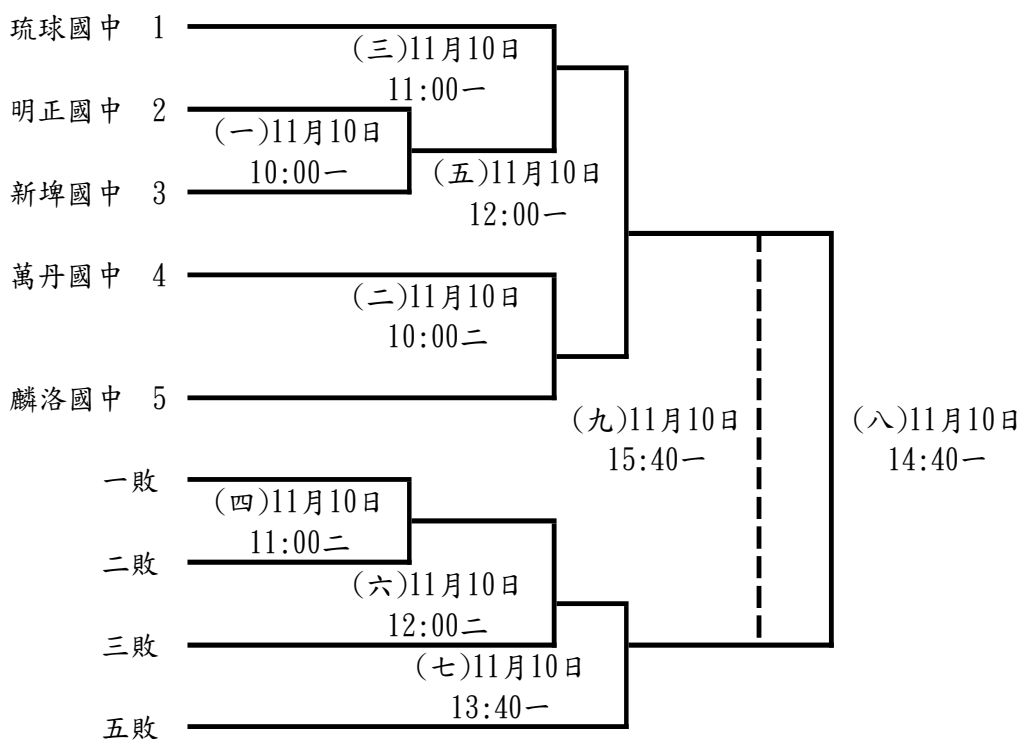 琉球國中 1
(三)11月10日
11:00一
明正國中 2
(一)11月10日
10:00一
新埤國中 3
(五)11月10日
12:00一
萬丹國中 4
(二)11月10日
10:00二
麟洛國中 5
(九)11月10日
15:40一
(八)11月10日
14:40一
一敗
(四)11月10日
11:00二
二敗
(六)11月10日
12:00二
三敗
(七)11月10日
13:40一
五敗